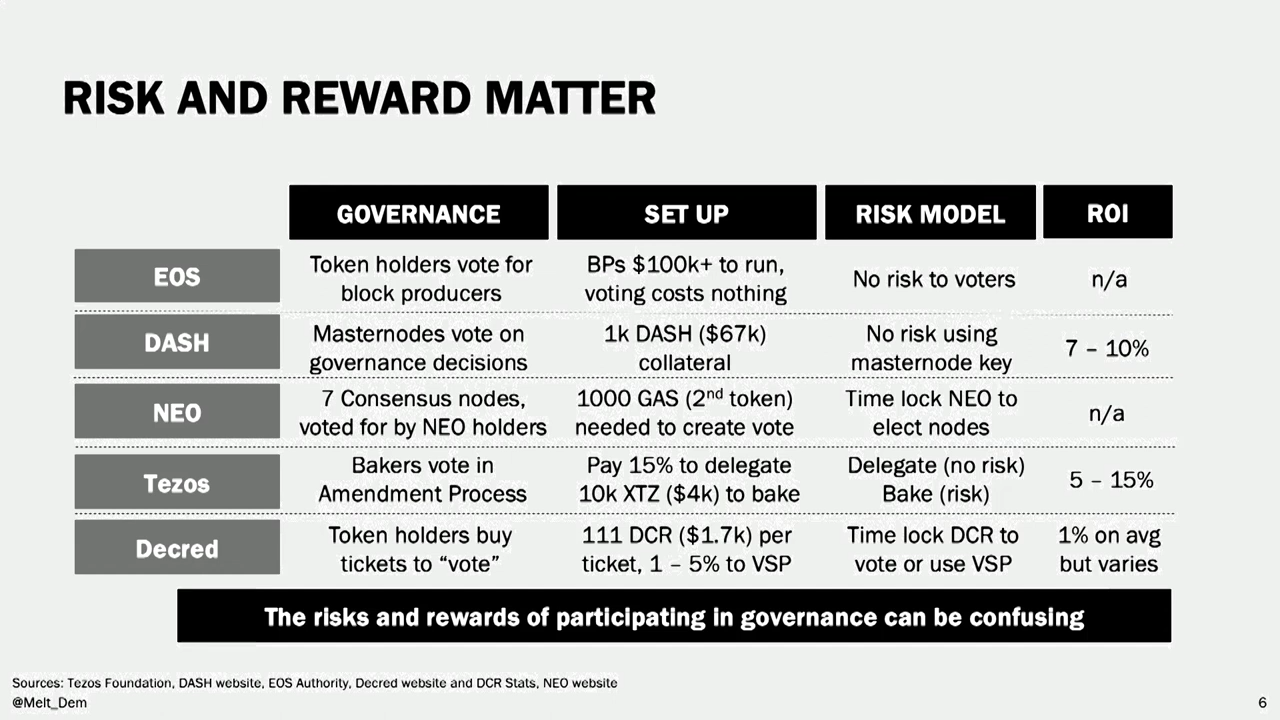 RISK AND REWARD MATTER
GOVERNANCE SET UP RISK MODEL ROI
EOS
Token holders vote for
block producers
BPs $100k+ to run,
voting costs nothing
No risk to voters
n/a
DASH
Masternodes vote on
governance decisions
1k DASH ($67k)
collateral
No risk using
masternode key
7 – 10%
NEO
7 Consensus nodes,
voted for by NEO holders
1000 GAS (2nd token)
needed to create vote
Time lock NEO to
elect nodes
n/a
Tezos
Bakers vote in
Amendment Process
Pay 15% to delegate
10k XTZ ($4k) to bake
Delegate (no risk)
Bake (risk)
5 – 15%
Decred
Token holders buy
tickets to “vote”
111 DCR ($1.7k) per
ticket, 1 – 5% to VSP
Time lock DCR to
vote or use VSP
1% on avg
but varies
The risks and rewards of participating in governance can be confusing
Sources: Tezos Foundation, DASH website, EOS Authority, Decred website and DCR Stats, NEO website
@Melt_Dem
6